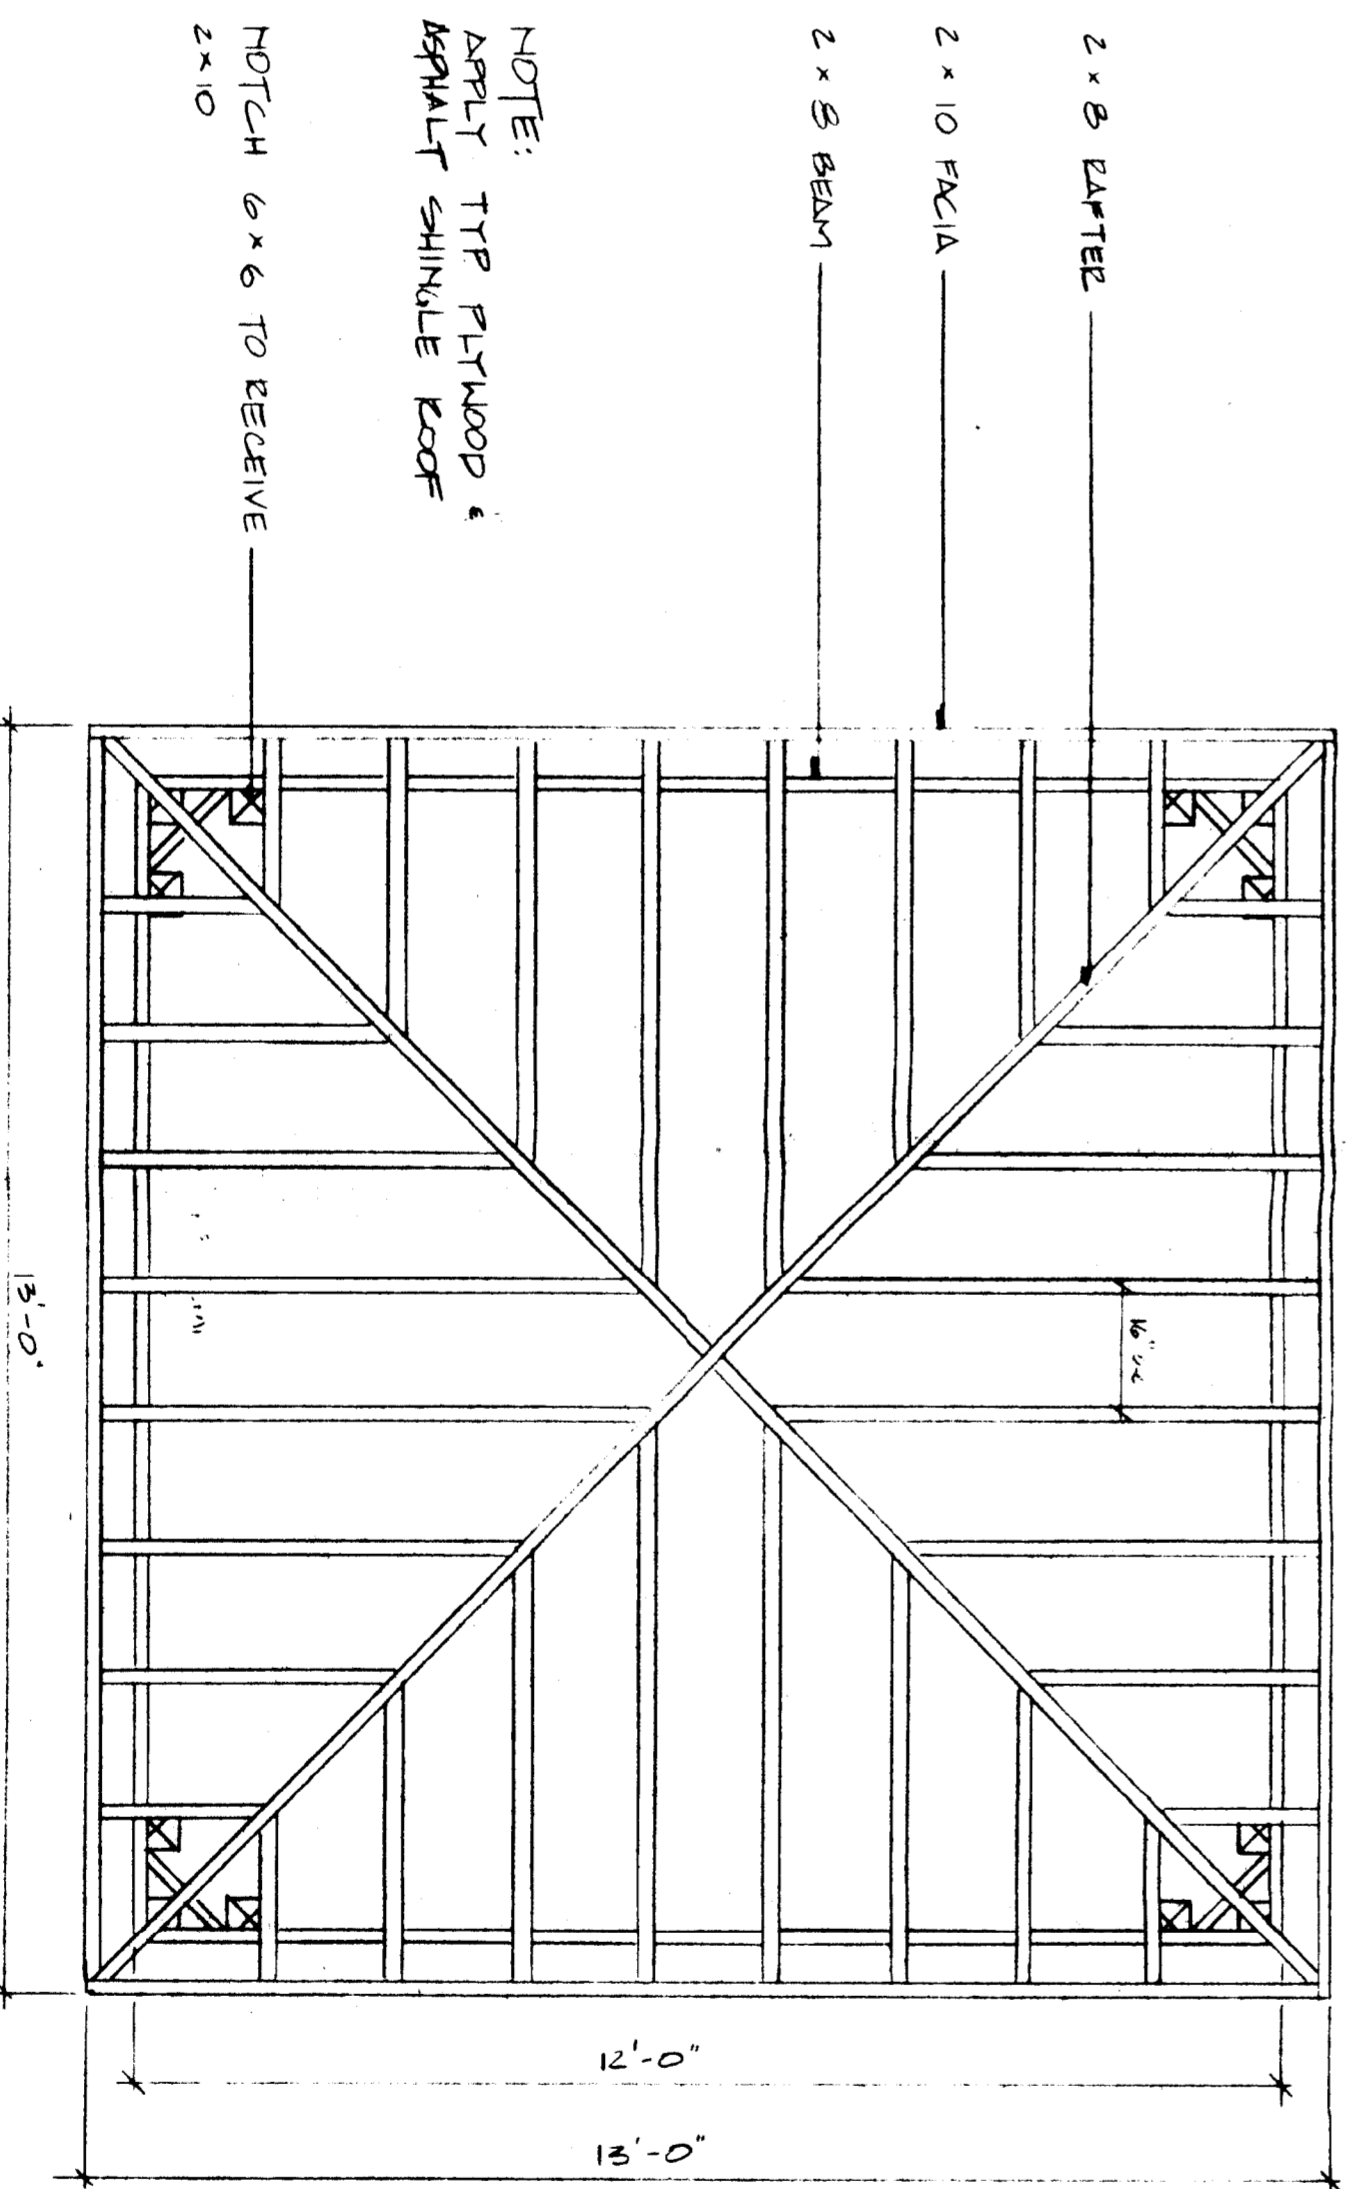 2 x 8 RAFTER
2 x 10 FACIA
2 x 8 BEAM
NOTE:
APPLY TYP PLYWOOD &
ASPHALT SHINGLE ROOF
NOTCH 6 x 6 TO RECEIVE
2 x 10
16" o.c
13'-0"
12'-0"
13'-0"